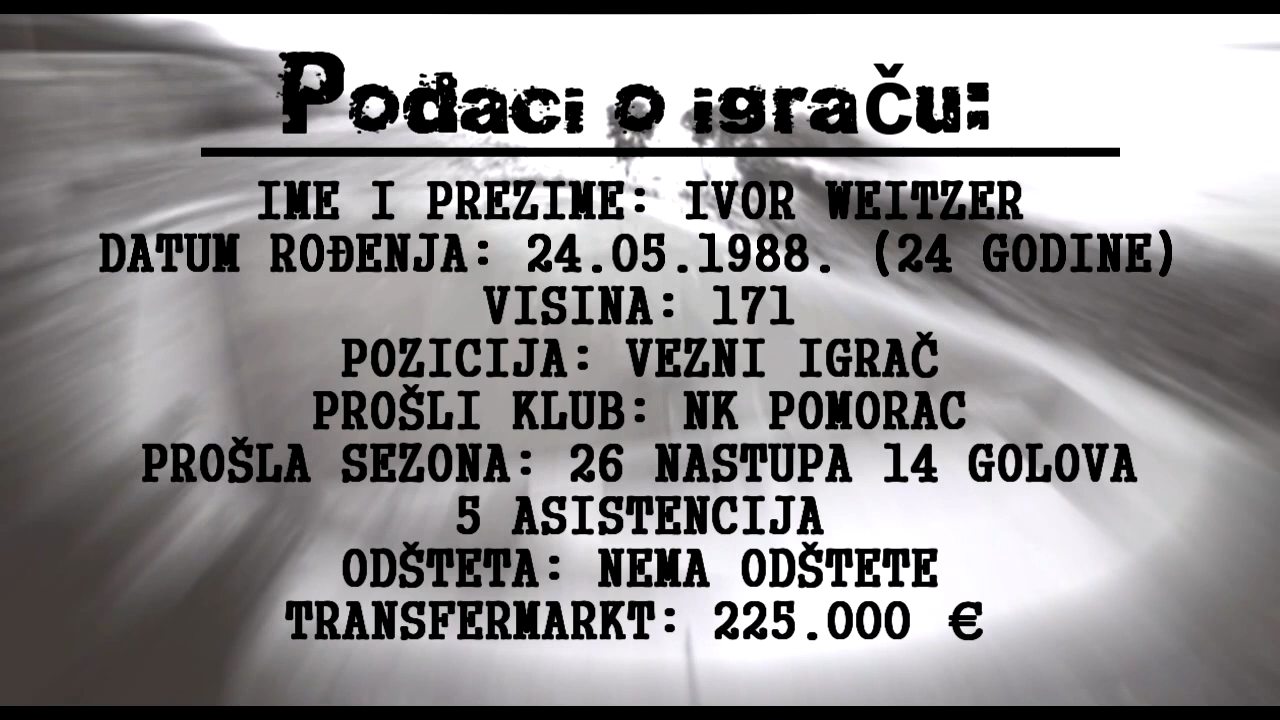 Podaci o igraču:
IME I PREZIME: IVOR WEITZER
DATUM ROĐENJA: 24.05.1988. (24 GODINE)
VISINA: 171
POZICIJA: VEZNI IGRAČ
PROŠLI KLUB: NK POMORAC
PROŠLA SEZONA: 26 NASTUPA 14 GOLOVA
5 ASISTENCIJA
ODŠTETA: NEMA ODŠTETE
TRANSFERMARKT: 225.000 €